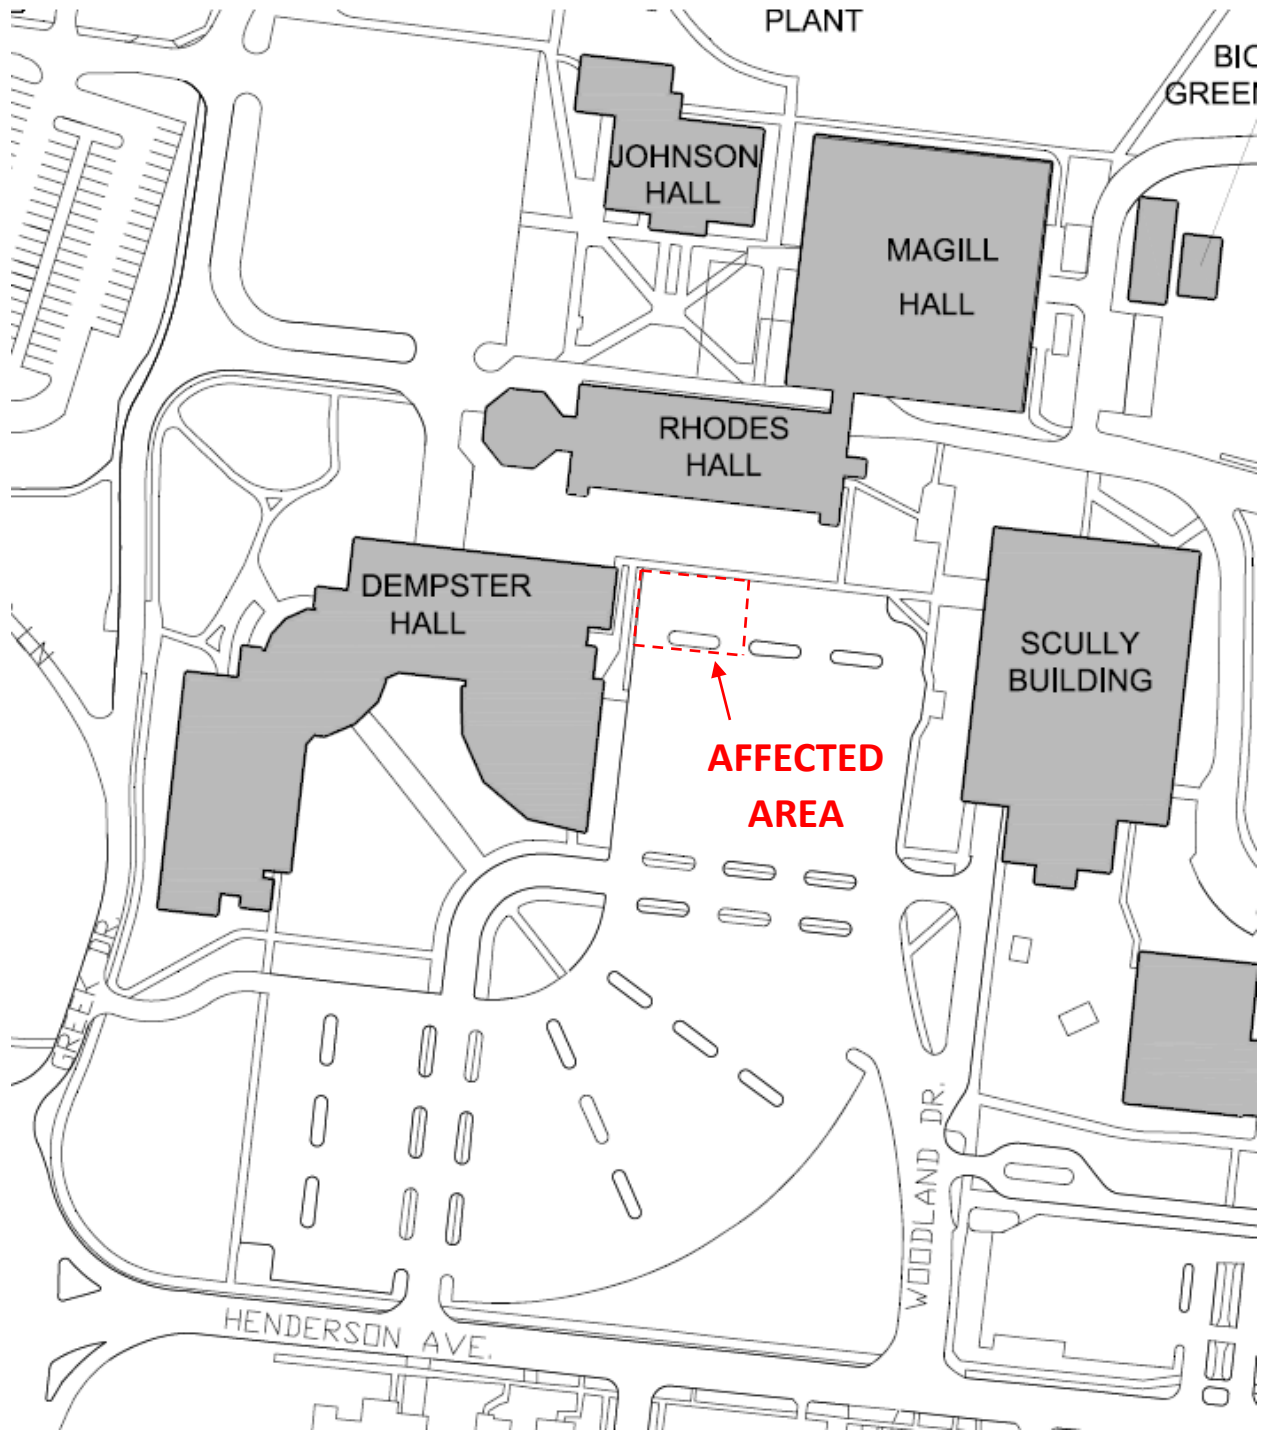 PLANT
BIO
GREEN
JOHNSON
HALL
MAGILL
HALL
RHODES
HALL
DEMPSTER
HALL
SCULLY
BUILDING
AFFECTED
AREA
GREEK DR.
WOODLAND DR.
HENDERSON AVE.